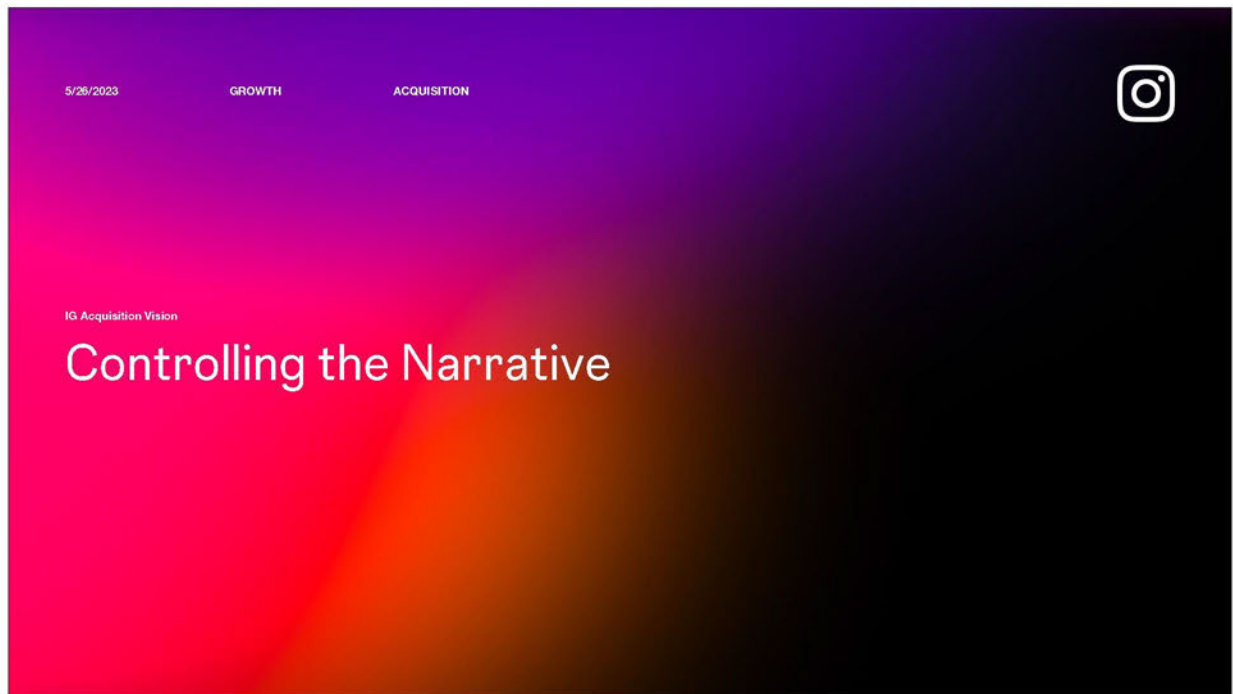 5/26/2023 GROWTH ACQUISITION
IG Acquisition Vision
Controlling the Narrative